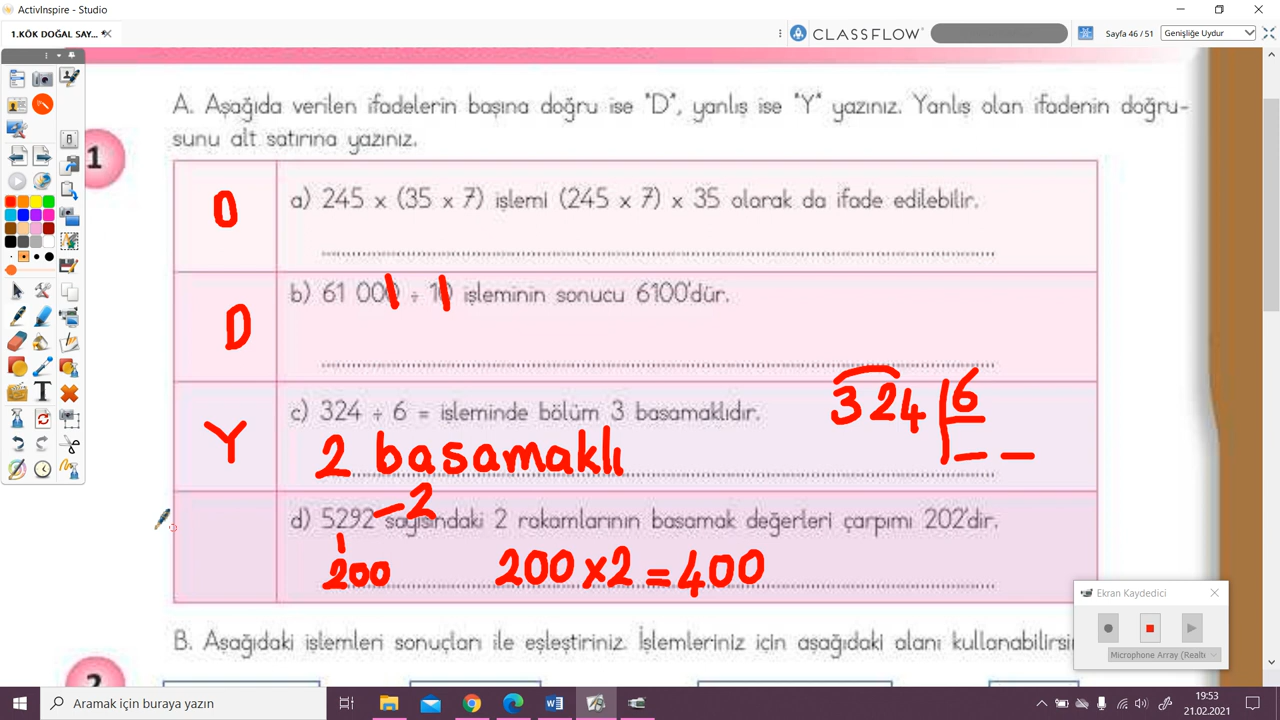 ActivInspire - Studio
1.KÖK DOĞAL SAY... *
CLASSFLOW
Sayfa 46 / 51
Genişliğe Uydur
1
A. Aşağıda verilen ifadelerin başına doğru ise "D", yanlış ise "Y" yazınız. Yanlış olan ifadenin doğru-
sunu alt satırına yazınız.
D
a) 245 x (35 x 7) işlemi (245 x 7) x 35 olarak da ifade edilebilir.
D
b) 61 000 ÷ 10 işleminin sonucu 6100'dür.
Y
c) 324 ÷ 6 = işleminde bölüm 3 basamaklıdır.
324 6
2 basamaklı
-2
d) 5292 sayısındaki 2 rakamlarının basamak değerleri çarpımı 202'dir.
200
200x2=400
B. Aşağıdaki işlemleri sonuçları ile eşleştiriniz. İşlemleriniz için aşağıdaki alanı kullanabilirsi
2
Ekran Kaydedici
Microphone Array (Realte
Aramak için buraya yazın
19:53
21.02.2021